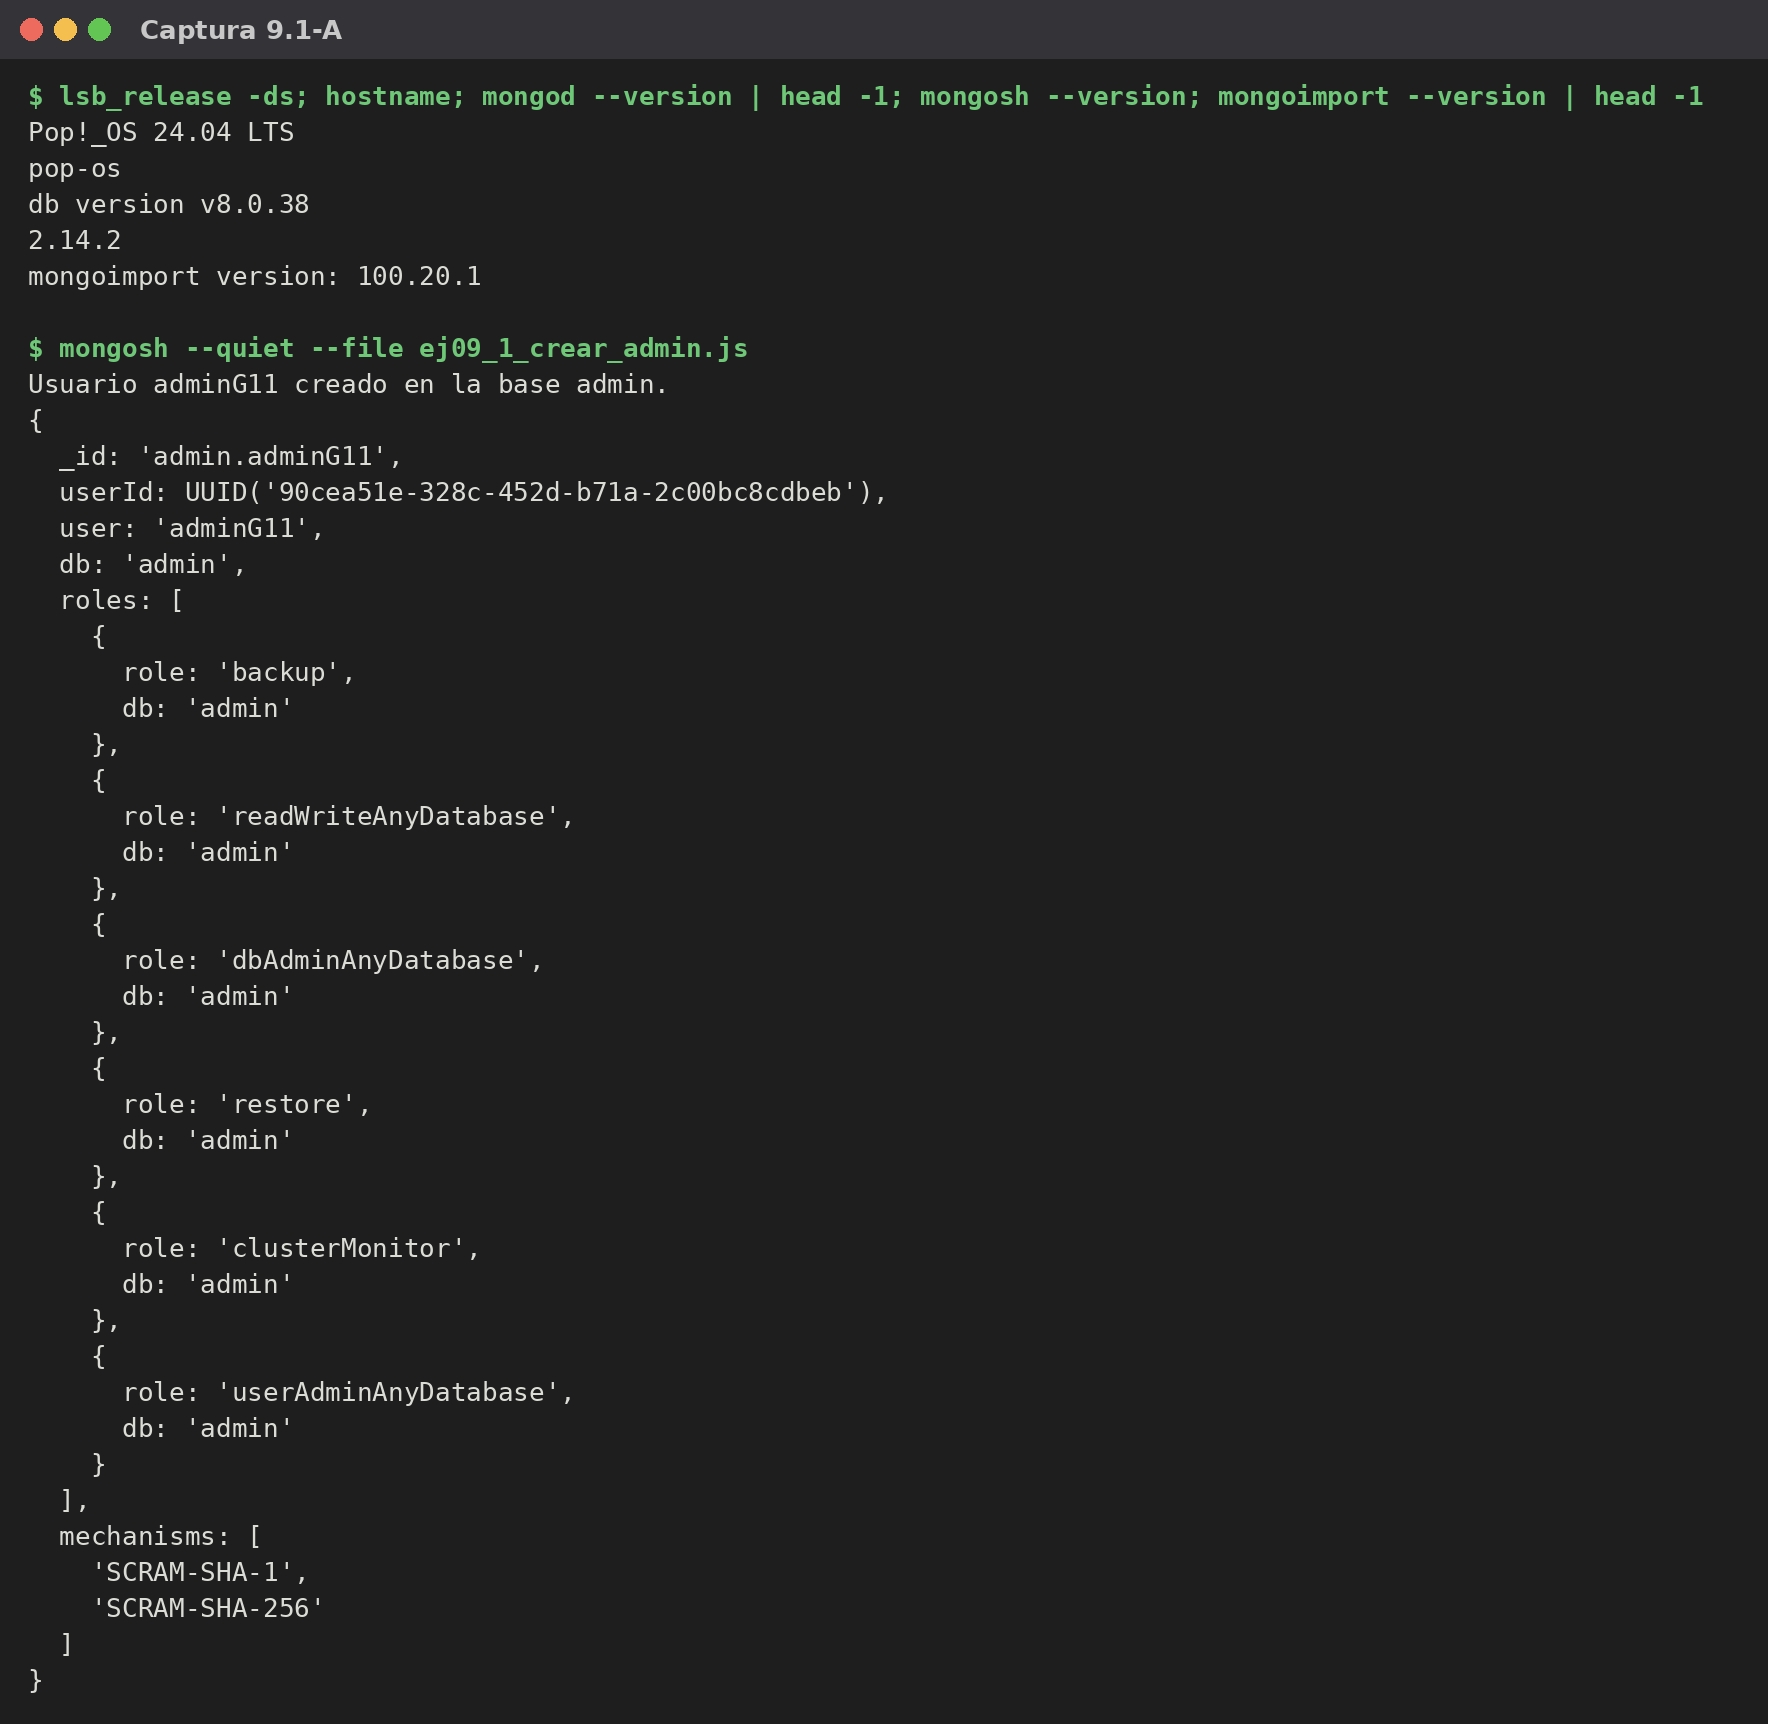 Captura 9.1-A
$ lsb_release -ds; hostname; mongod --version | head -1; mongosh --version; mongoimport --version | head -1
Pop!_OS 24.04 LTS
pop-os
db version v8.0.38
2.14.2
mongoimport version: 100.20.1

$ mongosh --quiet --file ej09_1_crear_admin.js
Usuario adminG11 creado en la base admin.
{
  _id: 'admin.adminG11',
  userId: UUID('90cea51e-328c-452d-b71a-2c00bc8cdbeb'),
  user: 'adminG11',
  db: 'admin',
  roles: [
    {
      role: 'backup',
      db: 'admin'
    },
    {
      role: 'readWriteAnyDatabase',
      db: 'admin'
    },
    {
      role: 'dbAdminAnyDatabase',
      db: 'admin'
    },
    {
      role: 'restore',
      db: 'admin'
    },
    {
      role: 'clusterMonitor',
      db: 'admin'
    },
    {
      role: 'userAdminAnyDatabase',
      db: 'admin'
    }
  ],
  mechanisms: [
    'SCRAM-SHA-1',
    'SCRAM-SHA-256'
  ]
}